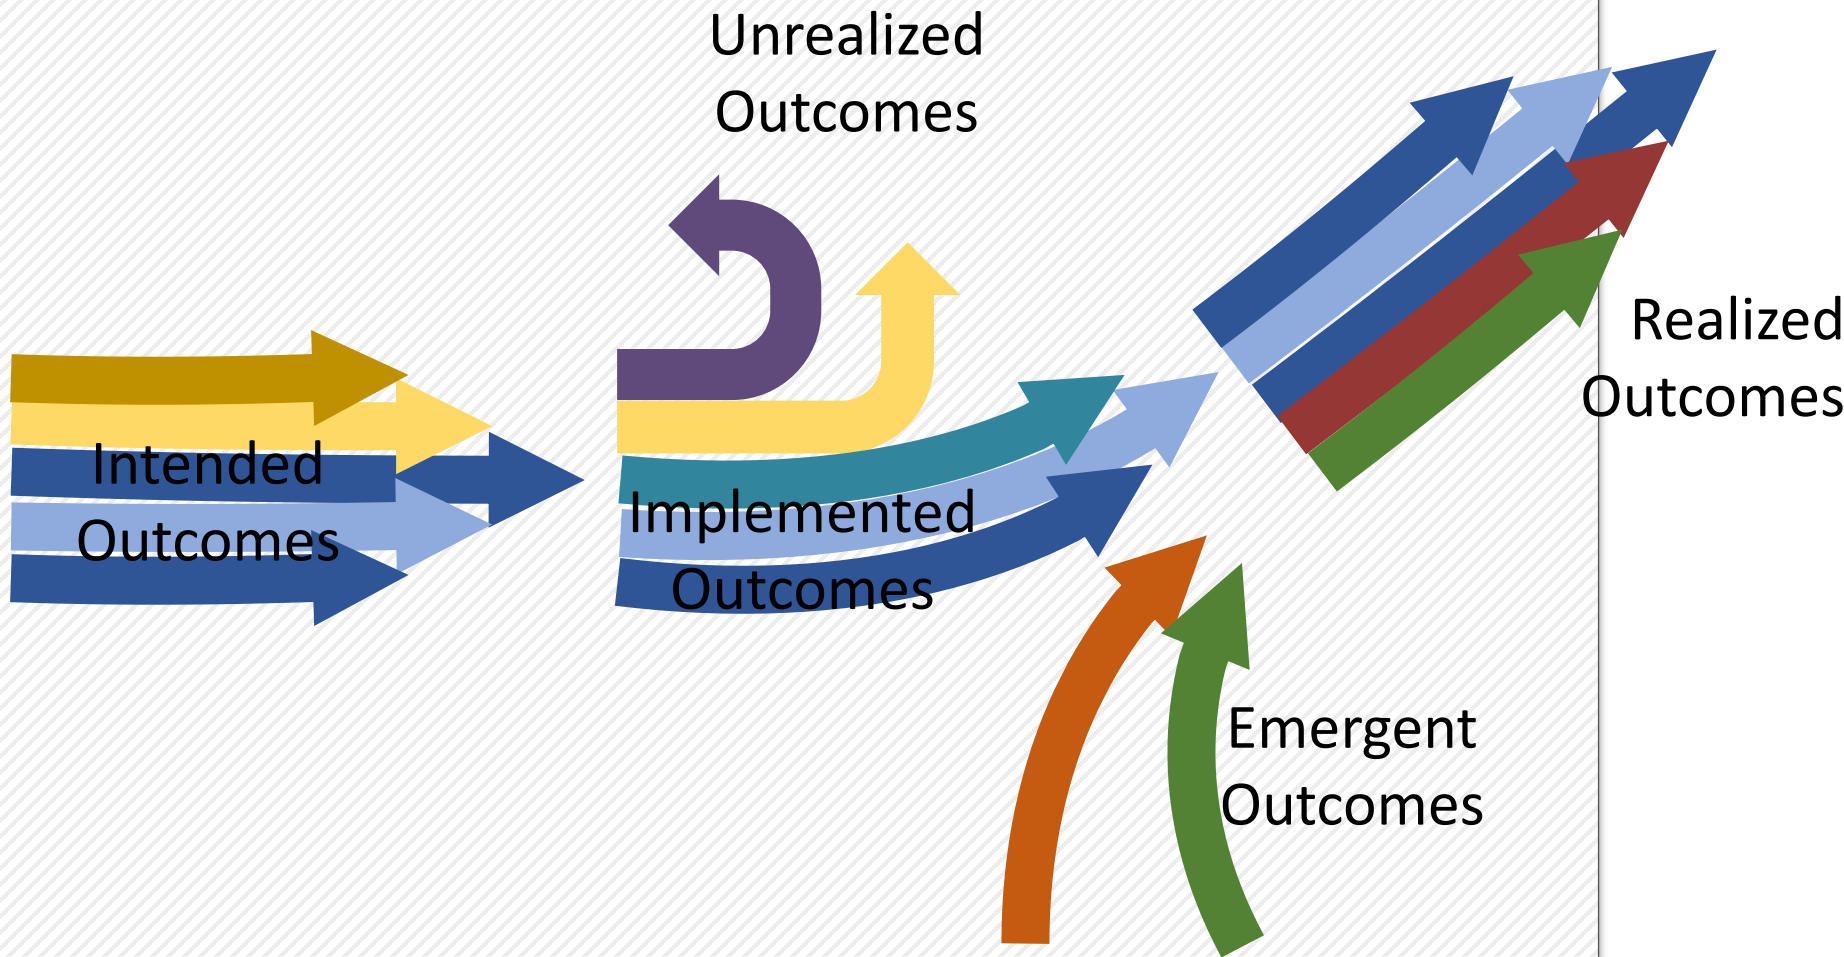 Unrealized
Outcomes
Intended
Outcomes
Implemented
Outcomes
Realized
Outcomes
Emergent
Outcomes